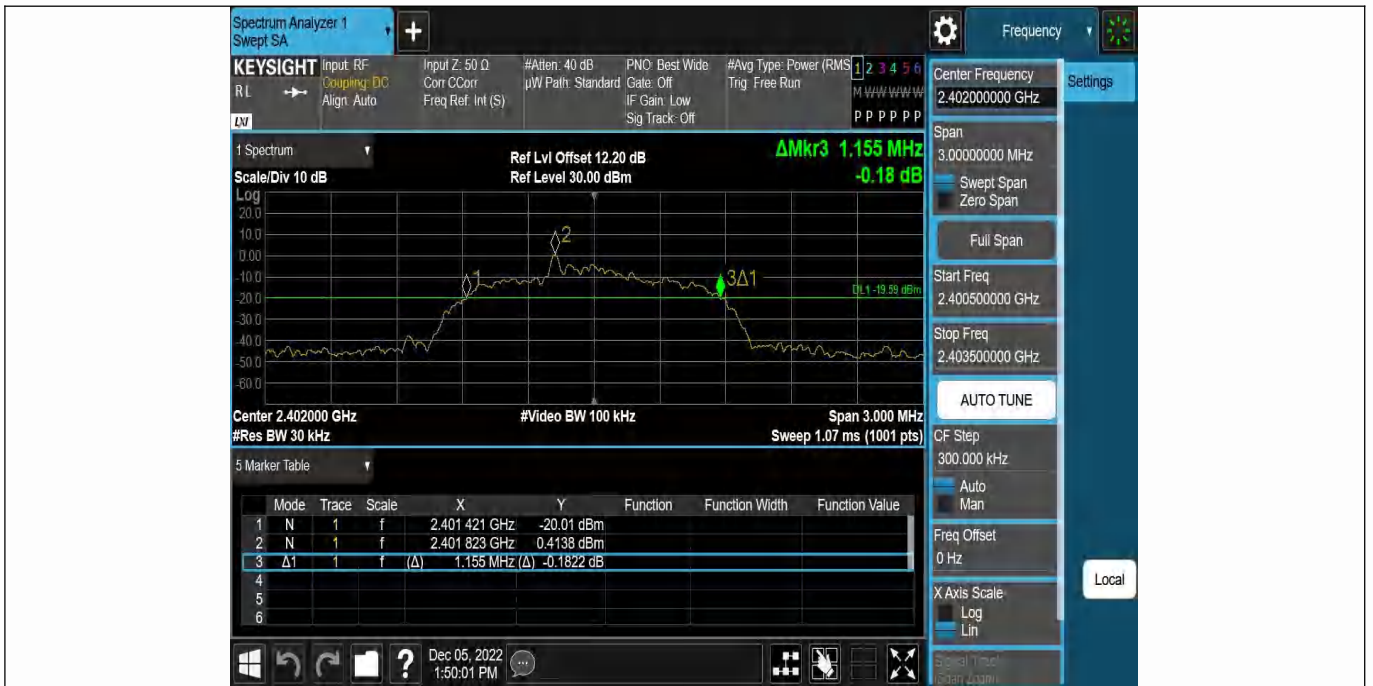 Spectrum Analyzer 1
Swept SA
+
Frequency
KEYSIGHT
RL
LXI
Input: RF
Coupling: DC
Align: Auto
Input Z: 50 Ω
Corr CCorr
Freq Ref: Int (S)
#Atten: 40 dB
µW Path: Standard
PNO: Best Wide
Gate: Off
IF Gain: Low
Sig Track: Off
#Avg Type: Power (RMS
Trig: Free Run
1 2 3 4 5 6
M W W W W W
P P P P P P
1 Spectrum
Scale/Div 10 dB
Ref Lvl Offset 12.20 dB
Ref Level 30.00 dBm
ΔMkr3 1.155 MHz
-0.18 dB
Log
20.0
10.0
0.00
-10.0
-20.0
-30.0
-40.0
-50.0
-60.0
1
2
3Δ1
DL1 -19.59 dBm
Center 2.402000 GHz
#Video BW 100 kHz
Span 3.000 MHz
#Res BW 30 kHz
Sweep 1.07 ms (1001 pts)
5 Marker Table
Mode Trace Scale X Y Function Function Width Function Value
1 N 1 f 2.401 421 GHz -20.01 dBm
2 N 1 f 2.401 823 GHz 0.4138 dBm
3 Δ1 1 f (Δ) 1.155 MHz (Δ) -0.1822 dB
4
5
6
?
Dec 05, 2022
1:50:01 PM
Center Frequency
2.402000000 GHz
Span
3.00000000 MHz
Swept Span
Zero Span
Full Span
Start Freq
2.400500000 GHz
Stop Freq
2.403500000 GHz
AUTO TUNE
CF Step
300.000 kHz
Auto
Man
Freq Offset
0 Hz
X Axis Scale
Log
Lin
Signal Track
(Span Zoom)
Settings
Local